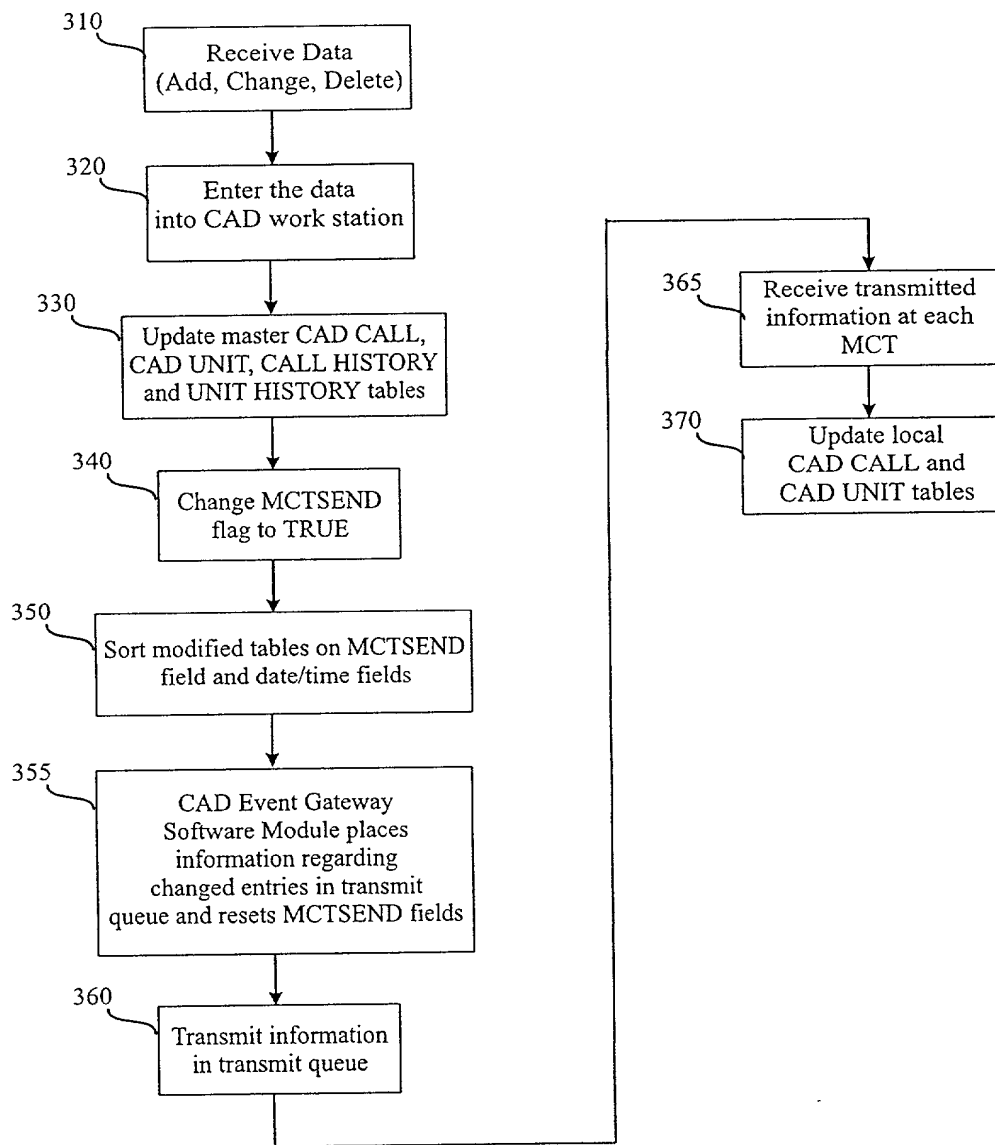 310
Receive Data
(Add, Change, Delete)
320
Enter the data
into CAD work station
330
Update master CAD CALL,
CAD UNIT, CALL HISTORY
and UNIT HISTORY tables
340
Change MCTSEND
flag to TRUE
350
Sort modified tables on MCTSEND
field and date/time fields
355
CAD Event Gateway
Software Module places
information regarding
changed entries in transmit
queue and resets MCTSEND fields
360
Transmit information
in transmit queue
365
Receive transmitted
information at each
MCT
370
Update local
CAD CALL and
CAD UNIT tables